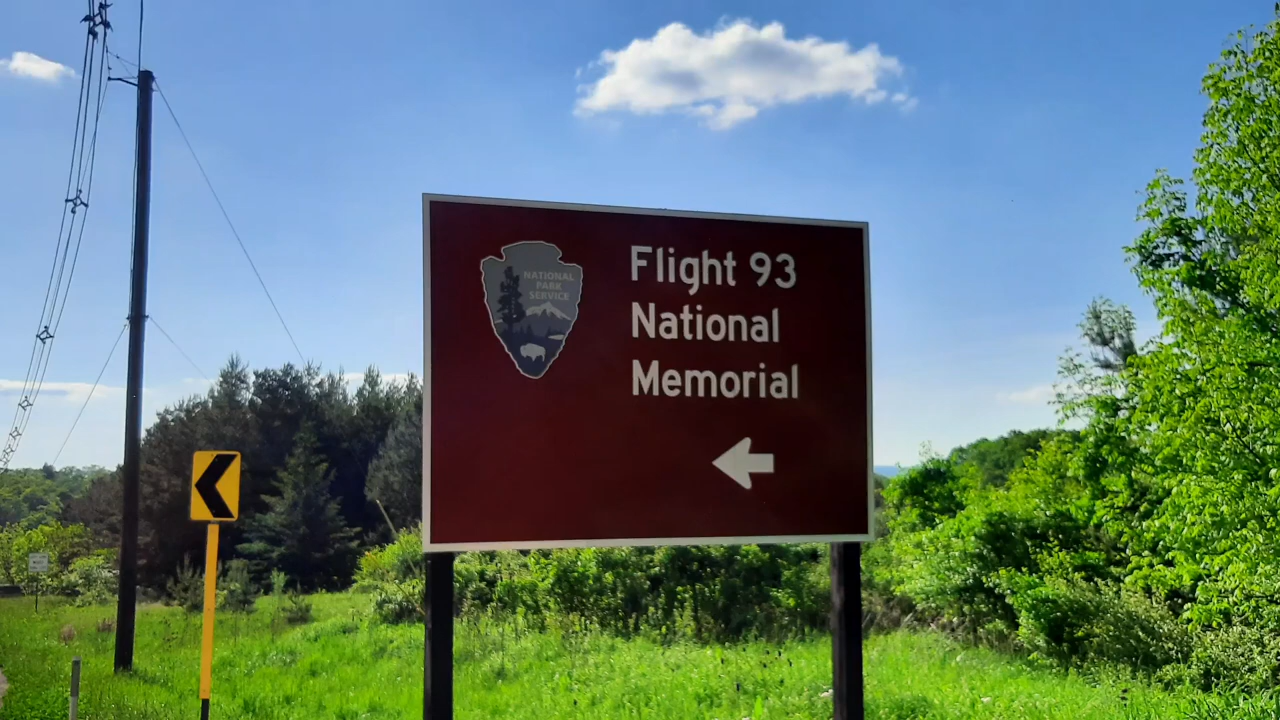 NATIONAL
PARK
SERVICE
Flight 93
National
Memorial